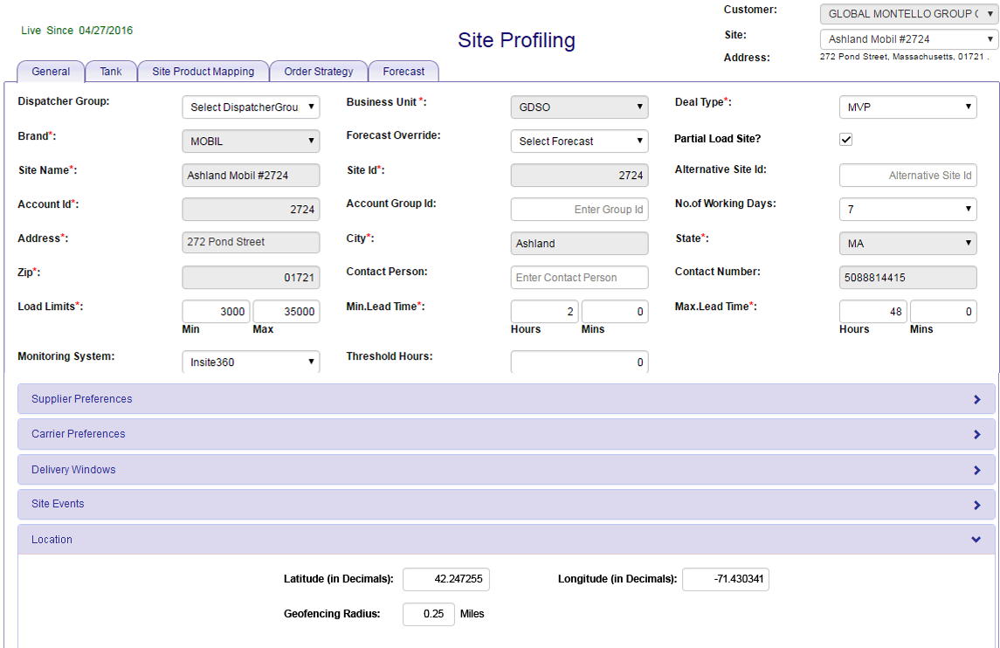 Customer: GLOBAL MONTELLO GROUP
Live Since 04/27/2016
Site Profiling
Site: Ashland Mobil #2724
Address: 272 Pond Street, Massachusetts, 01721 .
General Tank Site Product Mapping Order Strategy Forecast
Dispatcher Group: Select DispatcherGrou Business Unit *: GDSO Deal Type*: MVP
Brand*: MOBIL Forecast Override: Select Forecast Partial Load Site?
Site Name*: Ashland Mobil #2724 Site Id*: 2724 Alternative Site Id: Alternative Site Id
Account Id*: 2724 Account Group Id: Enter Group Id No.of Working Days: 7
Address*: 272 Pond Street City*: Ashland State*: MA
Zip*: 01721 Contact Person: Enter Contact Person Contact Number: 5088814415
Load Limits*: 3000 35000 Min.Lead Time*: 2 0 Max.Lead Time*: 48 0
Min Max Hours Mins Hours Mins
Monitoring System: Insite360 Threshold Hours: 0
Supplier Preferences
Carrier Preferences
Delivery Windows
Site Events
Location
Latitude (in Decimals): 42.247255 Longitude (in Decimals): -71.430341
Geofencing Radius: 0.25 Miles